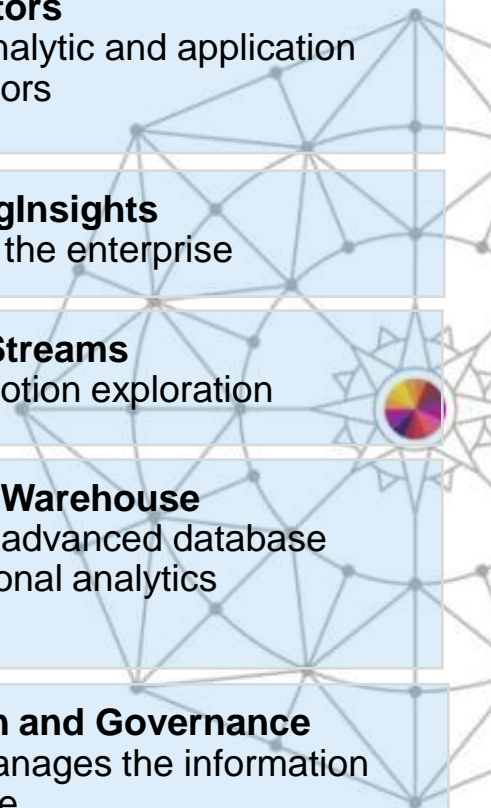 tors
nalytic and application
ors
gInsights
the enterprise
Streams
otion exploration
Warehouse
advanced database
onal analytics
n and Governance
anages the information
e